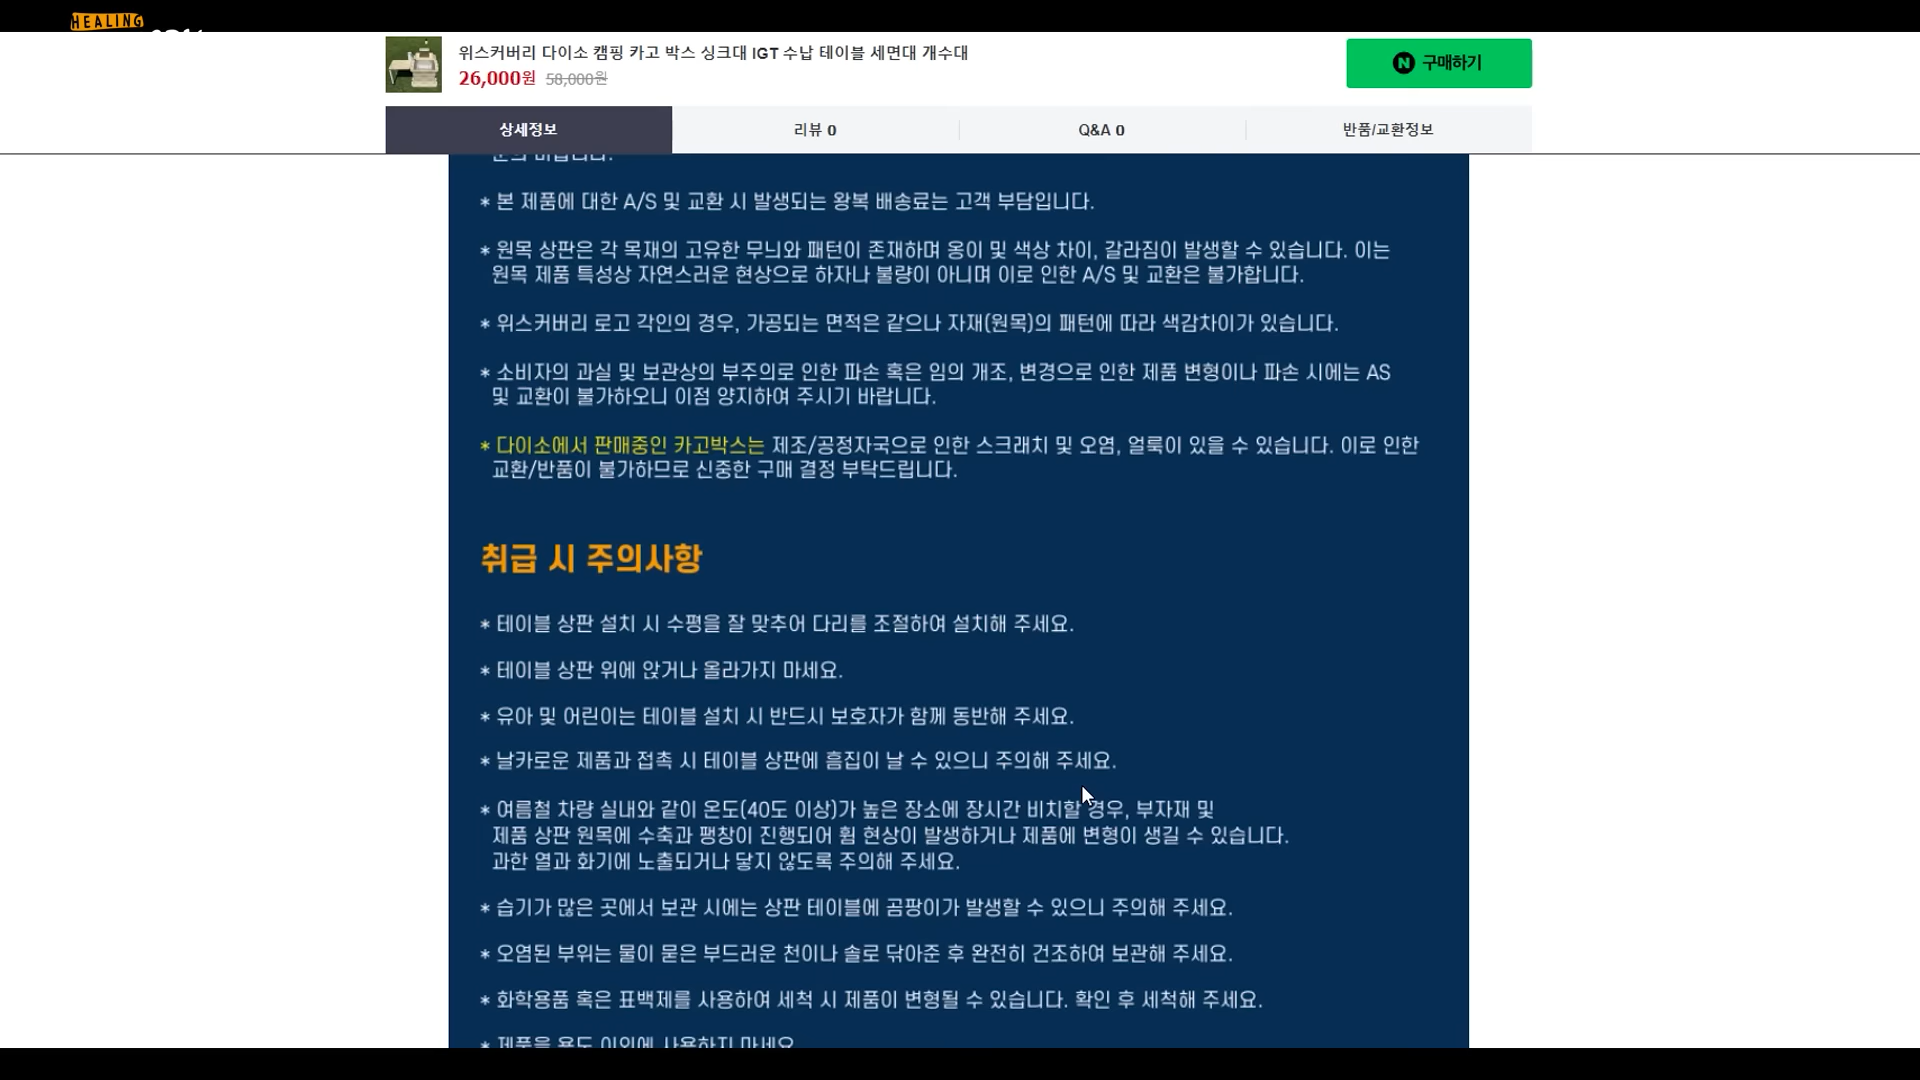 HEALING
위스커버리 다이소 캠핑 카고 박스 싱크대 IGT 수납 테이블 세면대 개수대
26,000원 58,000원
N 구매하기
상세정보
리뷰 0
Q&A 0
반품/교환정보
* 본 제품에 대한 A/S 및 교환 시 발생되는 왕복 배송료는 고객 부담입니다.
* 원목 상판은 각 목재의 고유한 무늬와 패턴이 존재하며 옹이 및 색상 차이, 갈라짐이 발생할 수 있습니다. 이는
원목 제품 특성상 자연스러운 현상으로 하자나 불량이 아니며 이로 인한 A/S 및 교환은 불가합니다.
* 위스커버리 로고 각인의 경우, 가공되는 면적은 같으나 자재(원목)의 패턴에 따라 색감차이가 있습니다.
* 소비자의 과실 및 보관상의 부주의로 인한 파손 혹은 임의 개조, 변경으로 인한 제품 변형이나 파손 시에는 AS
및 교환이 불가하오니 이점 양지하여 주시기 바랍니다.
* 다이소에서 판매중인 카고박스는 제조/공정자국으로 인한 스크래치 및 오염, 얼룩이 있을 수 있습니다. 이로 인한
교환/반품이 불가하므로 신중한 구매 결정 부탁드립니다.
취급 시 주의사항
* 테이블 상판 설치 시 수평을 잘 맞추어 다리를 조절하여 설치해 주세요.
* 테이블 상판 위에 앉거나 올라가지 마세요.
* 유아 및 어린이는 테이블 설치 시 반드시 보호자가 함께 동반해 주세요.
* 날카로운 제품과 접촉 시 테이블 상판에 흠집이 날 수 있으니 주의해 주세요.
* 여름철 차량 실내와 같이 온도(40도 이상)가 높은 장소에 장시간 비치할 경우, 부자재 및
제품 상판 원목에 수축과 팽창이 진행되어 휨 현상이 발생하거나 제품에 변형이 생길 수 있습니다.
과한 열과 화기에 노출되거나 닿지 않도록 주의해 주세요.
* 습기가 많은 곳에서 보관 시에는 상판 테이블에 곰팡이가 발생할 수 있으니 주의해 주세요.
* 오염된 부위는 물이 묻은 부드러운 천이나 솔로 닦아준 후 완전히 건조하여 보관해 주세요.
* 화학용품 혹은 표백제를 사용하여 세척 시 제품이 변형될 수 있습니다. 확인 후 세척해 주세요.
* 제품을 용도 이외에 사용하지 마세요